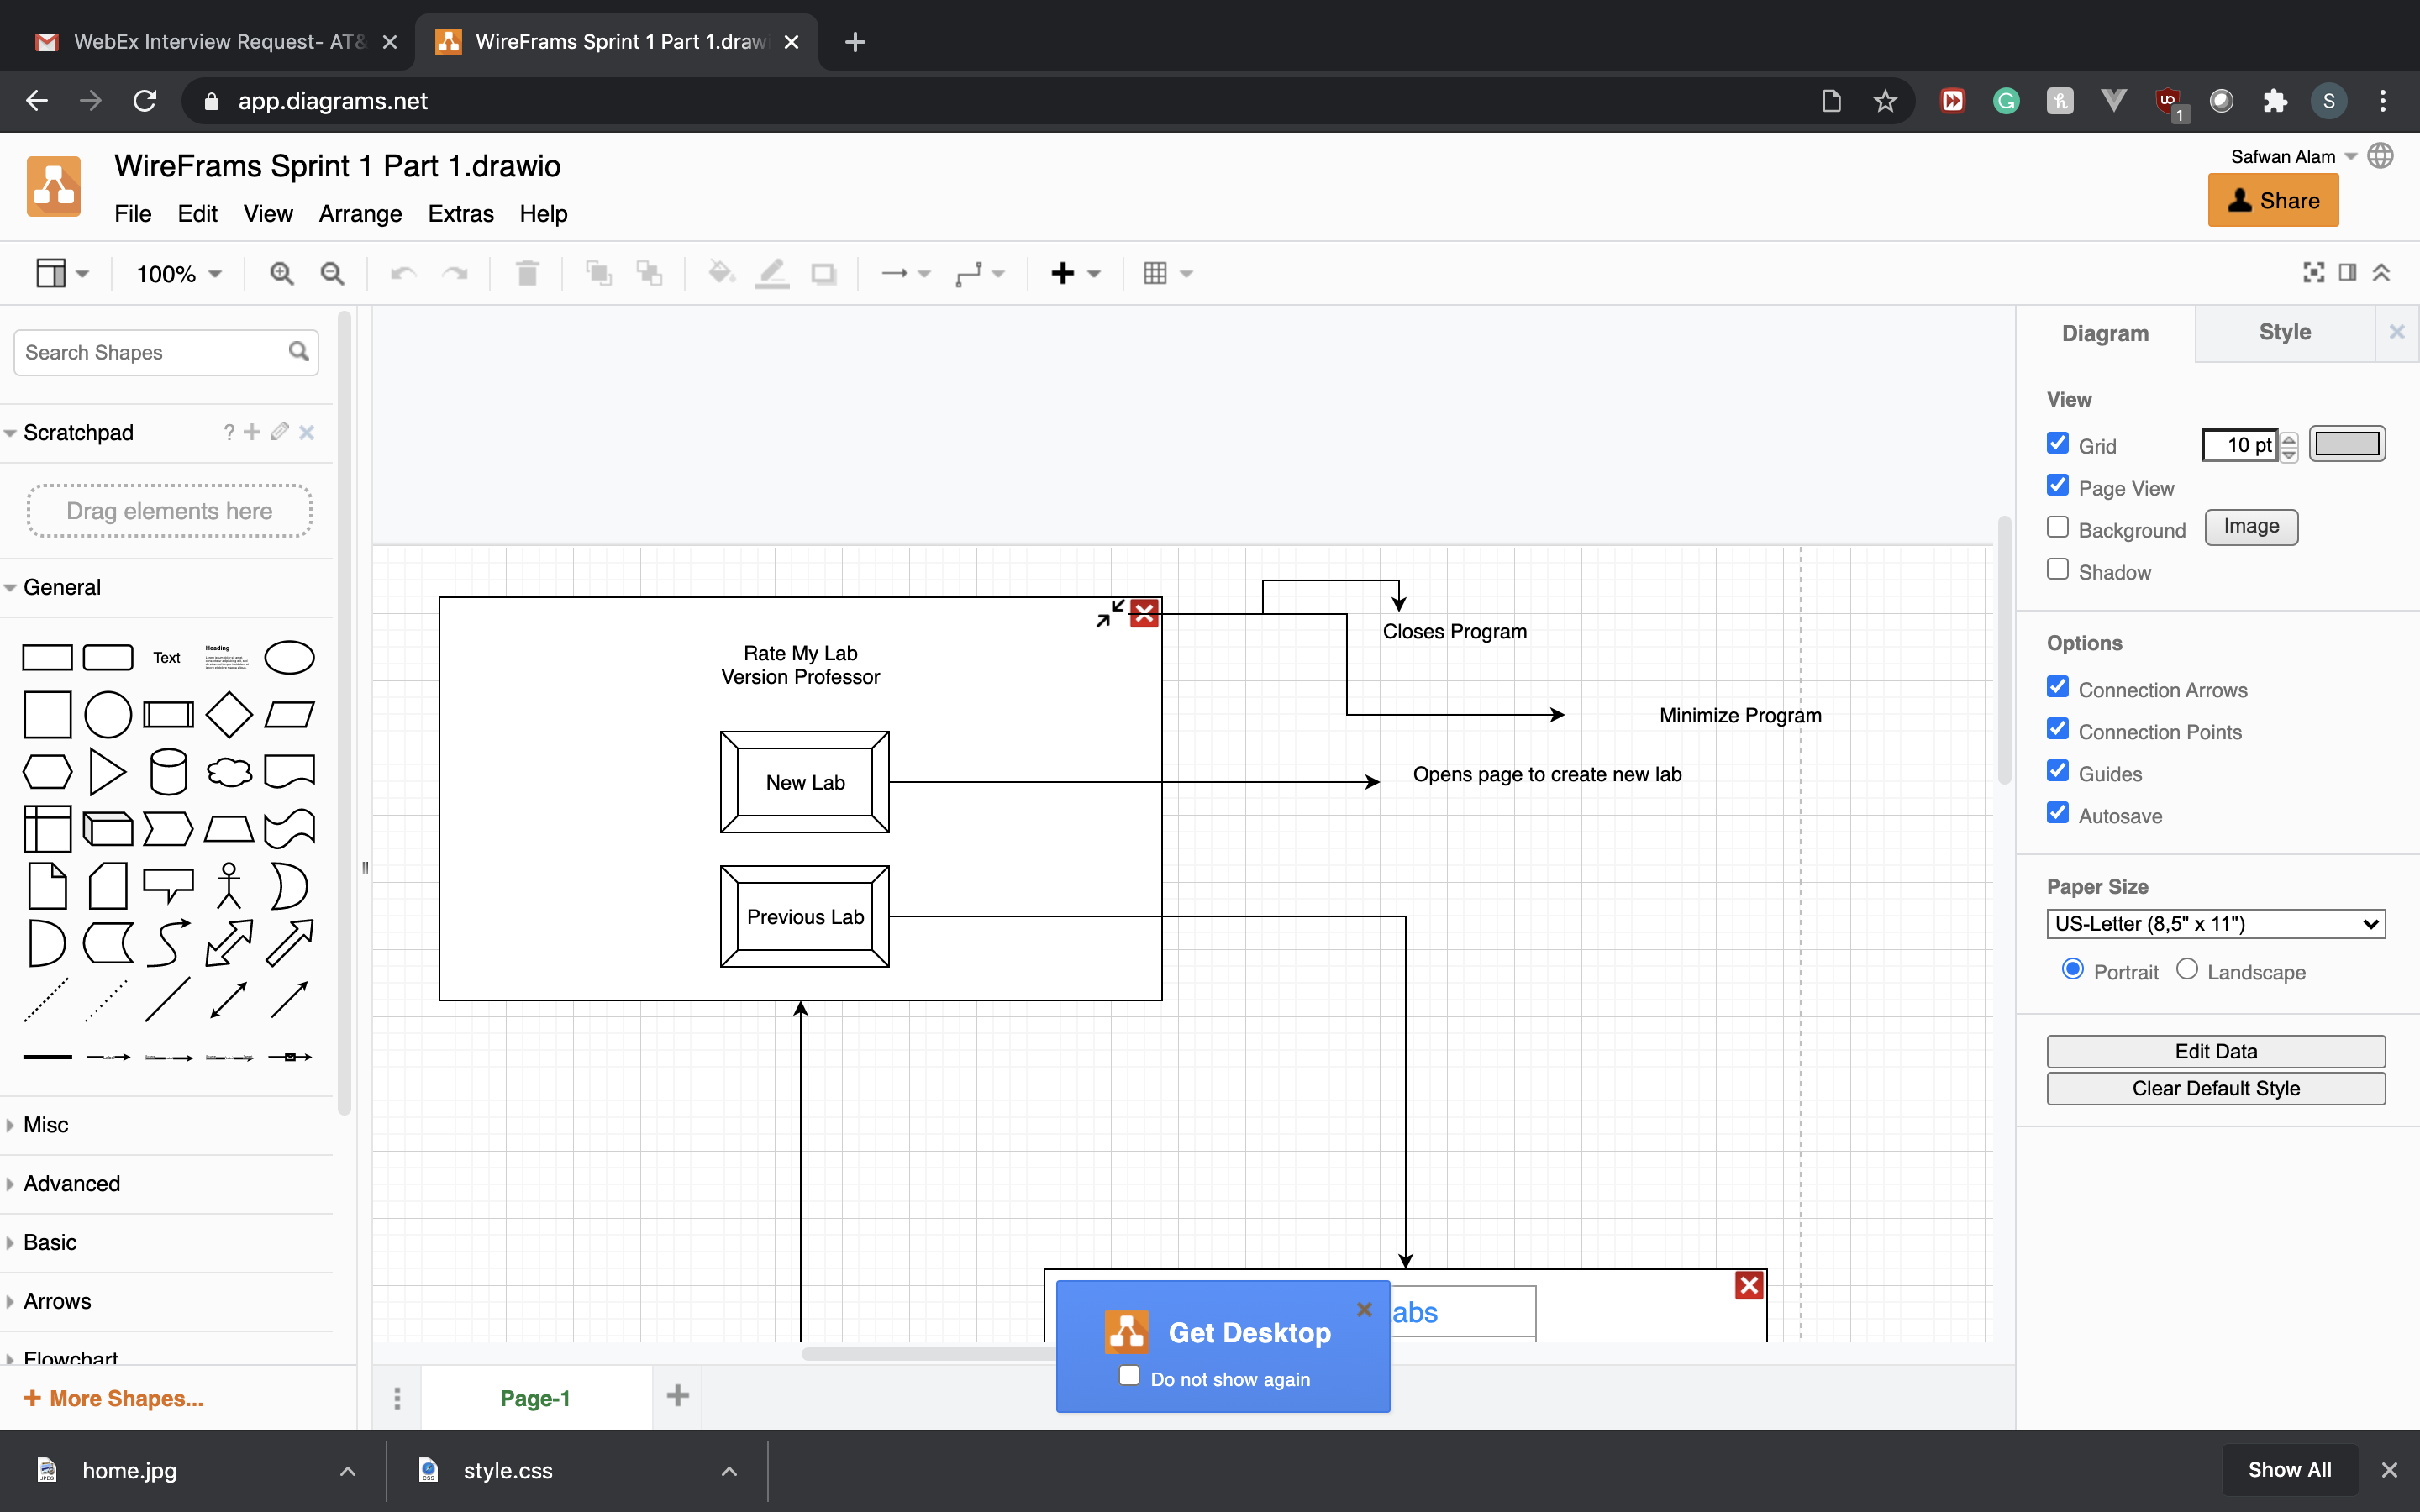 WebEx Interview Request- AT&
WireFrams Sprint 1 Part 1.draw
app.diagrams.net
1
S
WireFrams Sprint 1 Part 1.drawio
Safwan Alam
File Edit View Arrange Extras Help
Share
100%
Search Shapes
Scratchpad
?
Drag elements here
General
Text
Heading
Misc
Advanced
Basic
Arrows
Flowchart
+ More Shapes...
Rate My Lab
Version Professor
New Lab
Previous Lab
Closes Program
Minimize Program
Opens page to create new lab
abs
Get Desktop
Do not show again
Page-1
Diagram
Style
View
Grid
10 pt
Page View
Background
Image
Shadow
Options
Connection Arrows
Connection Points
Guides
Autosave
Paper Size
US-Letter (8,5" x 11")
Portrait
Landscape
Edit Data
Clear Default Style
home.jpg
style.css
Show All